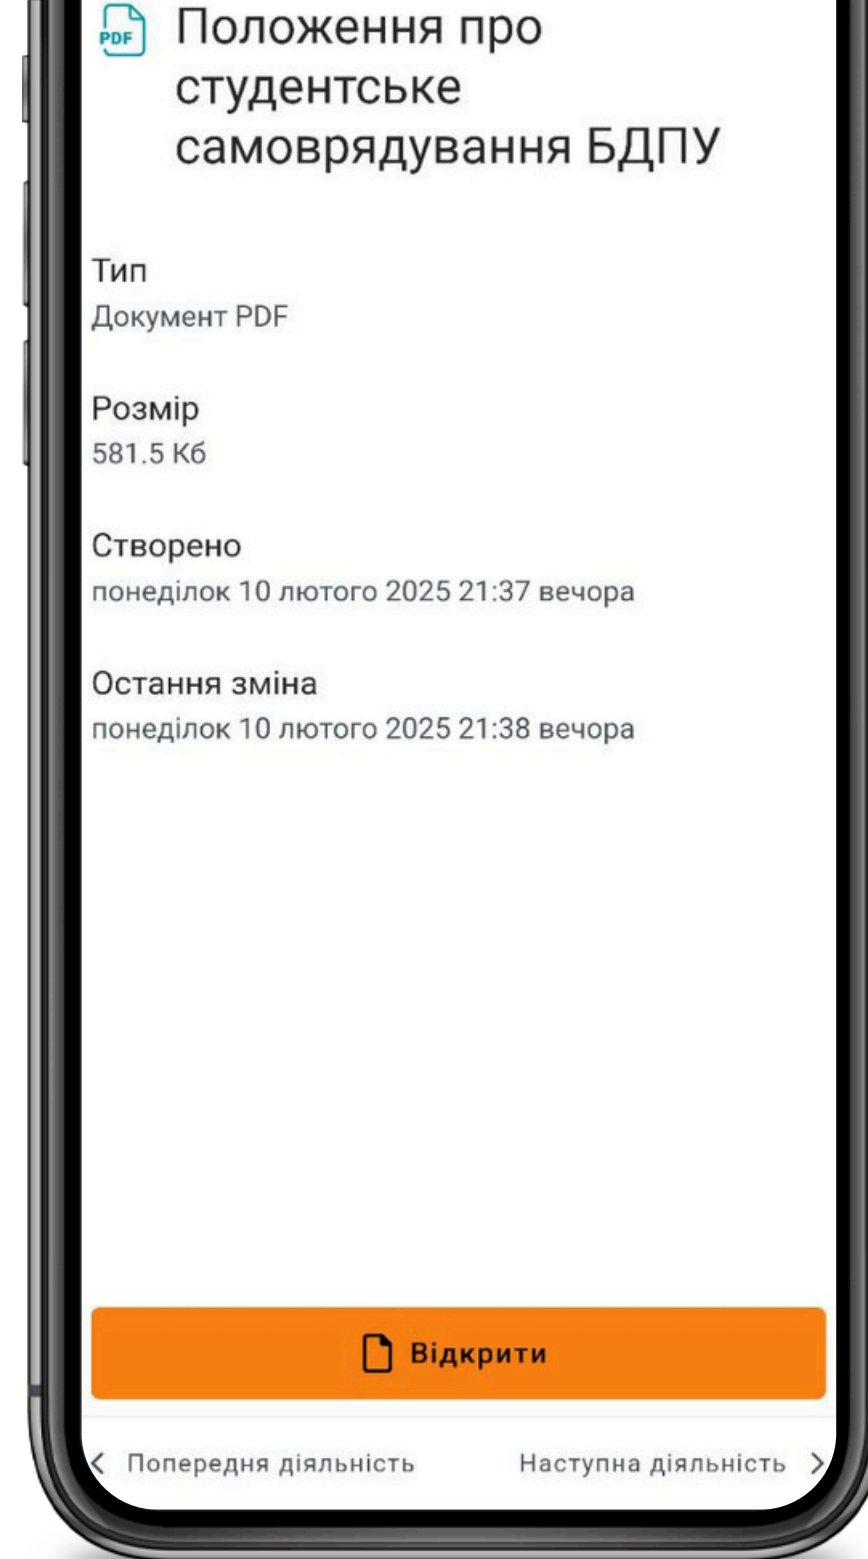 PDF
Положення про
студентське
самоврядування БДПУ
Тип
Документ PDF
Розмір
581.5 Кб
Створено
понеділок 10 лютого 2025 21:37 вечора
Остання зміна
понеділок 10 лютого 2025 21:38 вечора
Відкрити
Попередня діяльність
Наступна діяльність